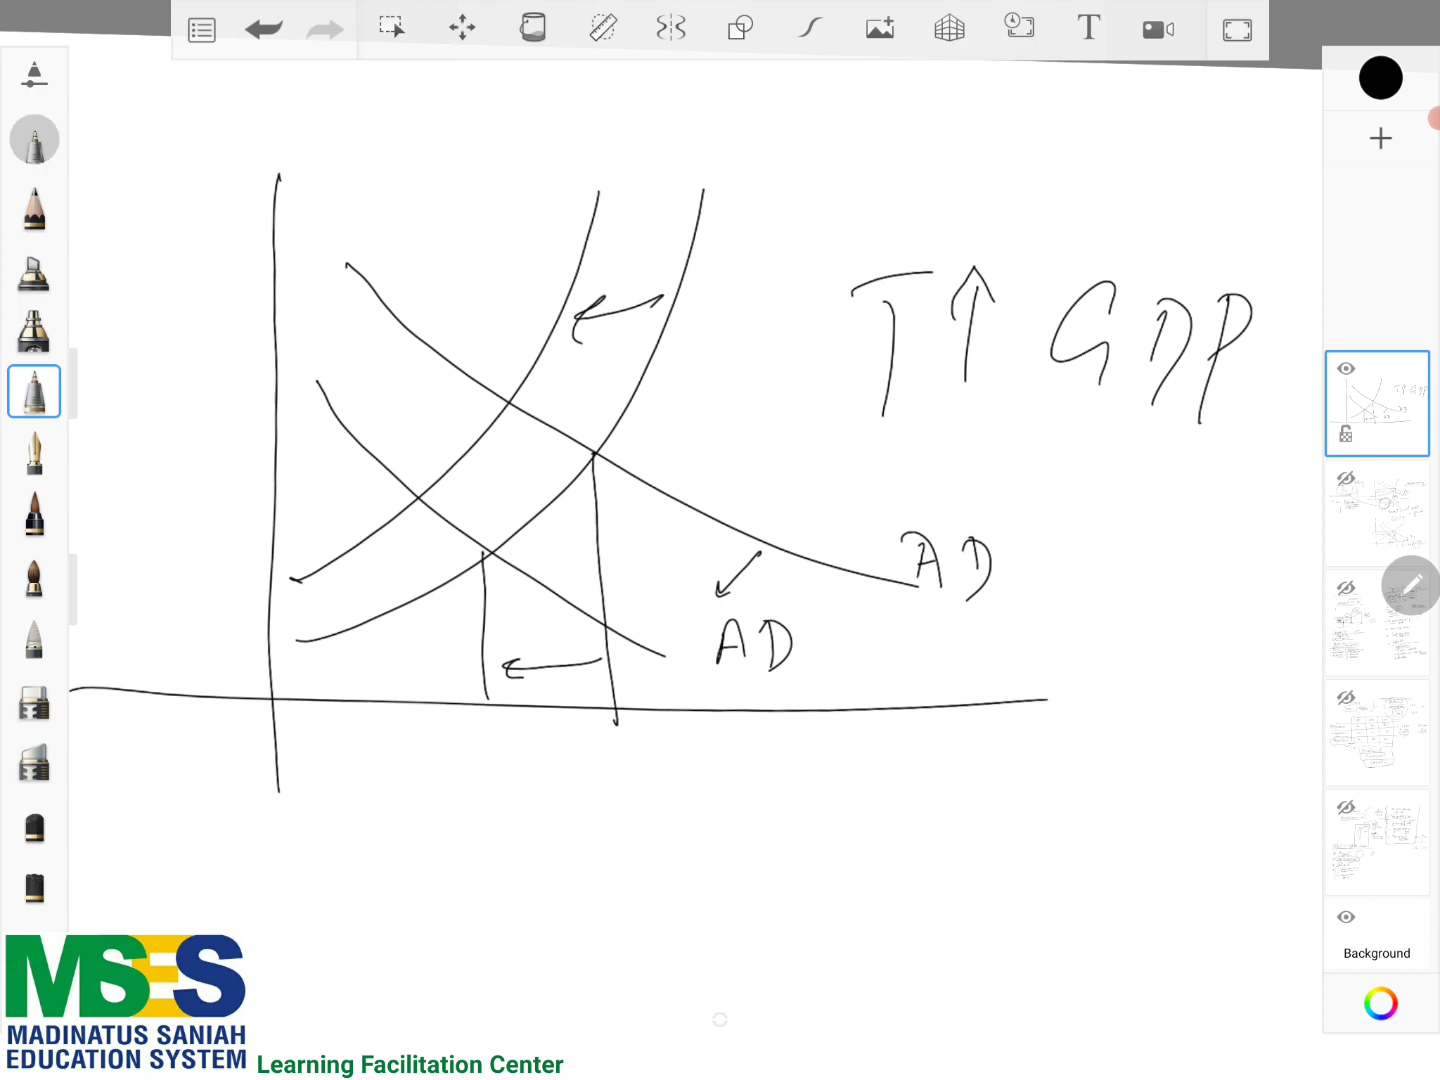 T
T↑ GDP
AD
AD
Background
MSES
MADINATUS SANIAH
EDUCATION SYSTEM
Learning Facilitation Center